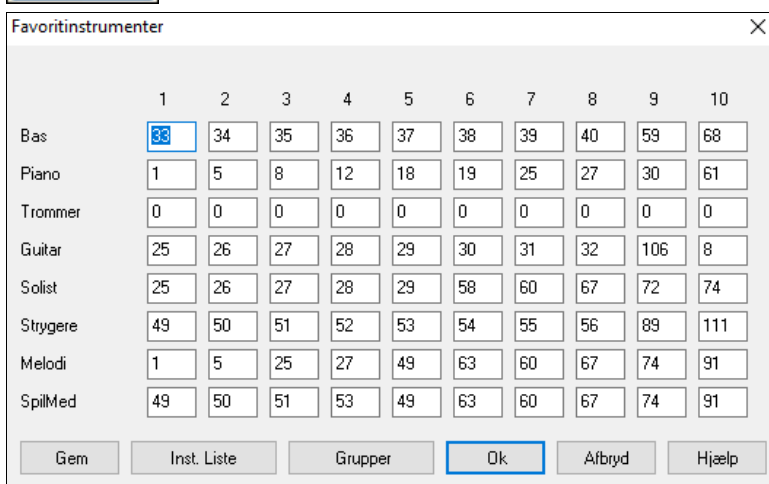 Favoritinstrumenter
1 2 3 4 5 6 7 8 9 10
Bas 33 34 35 36 37 38 39 40 59 68
Piano 1 5 8 12 18 19 25 27 30 61
Trommer 0 0 0 0 0 0 0 0 0 0
Guitar 25 26 27 28 29 30 31 32 106 8
Solist 25 26 27 28 29 58 60 67 72 74
Strygere 49 50 51 52 53 54 55 56 89 111
Melodi 1 5 25 27 49 63 60 67 74 91
SpilMed 49 50 51 53 49 63 60 67 74 91
Gem Inst. Liste Grupper Ok Afbryd Hjælp